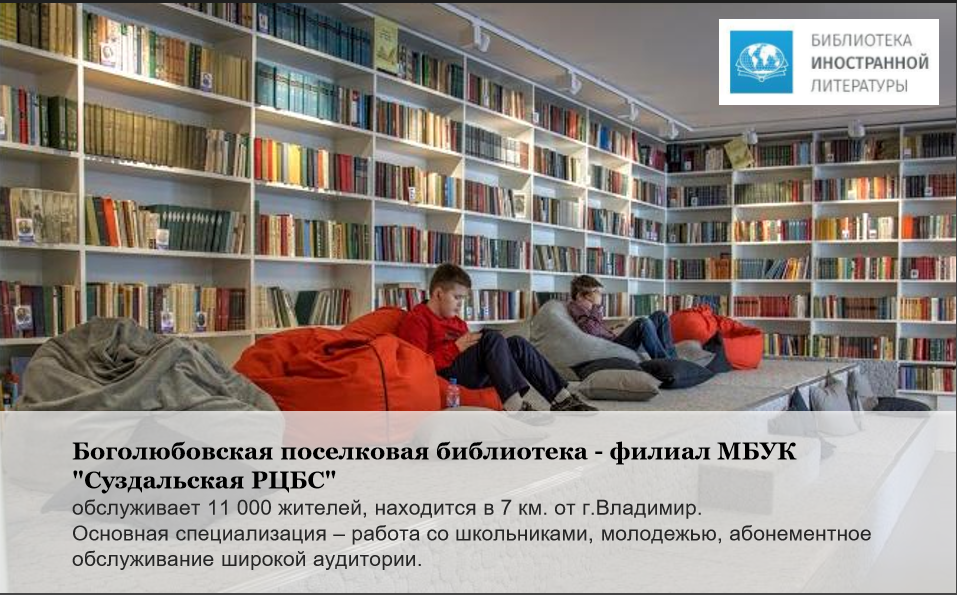 БИБЛИОТЕКА
ИНОСТРАННОЙ
ЛИТЕРАТУРЫ
Боголюбовская поселковая библиотека - филиал МБУК
"Суздальская РЦБС"
обслуживает 11 000 жителей, находится в 7 км. от г.Владимир.
Основная специализация – работа со школьниками, молодежью, абонементное
обслуживание широкой аудитории.